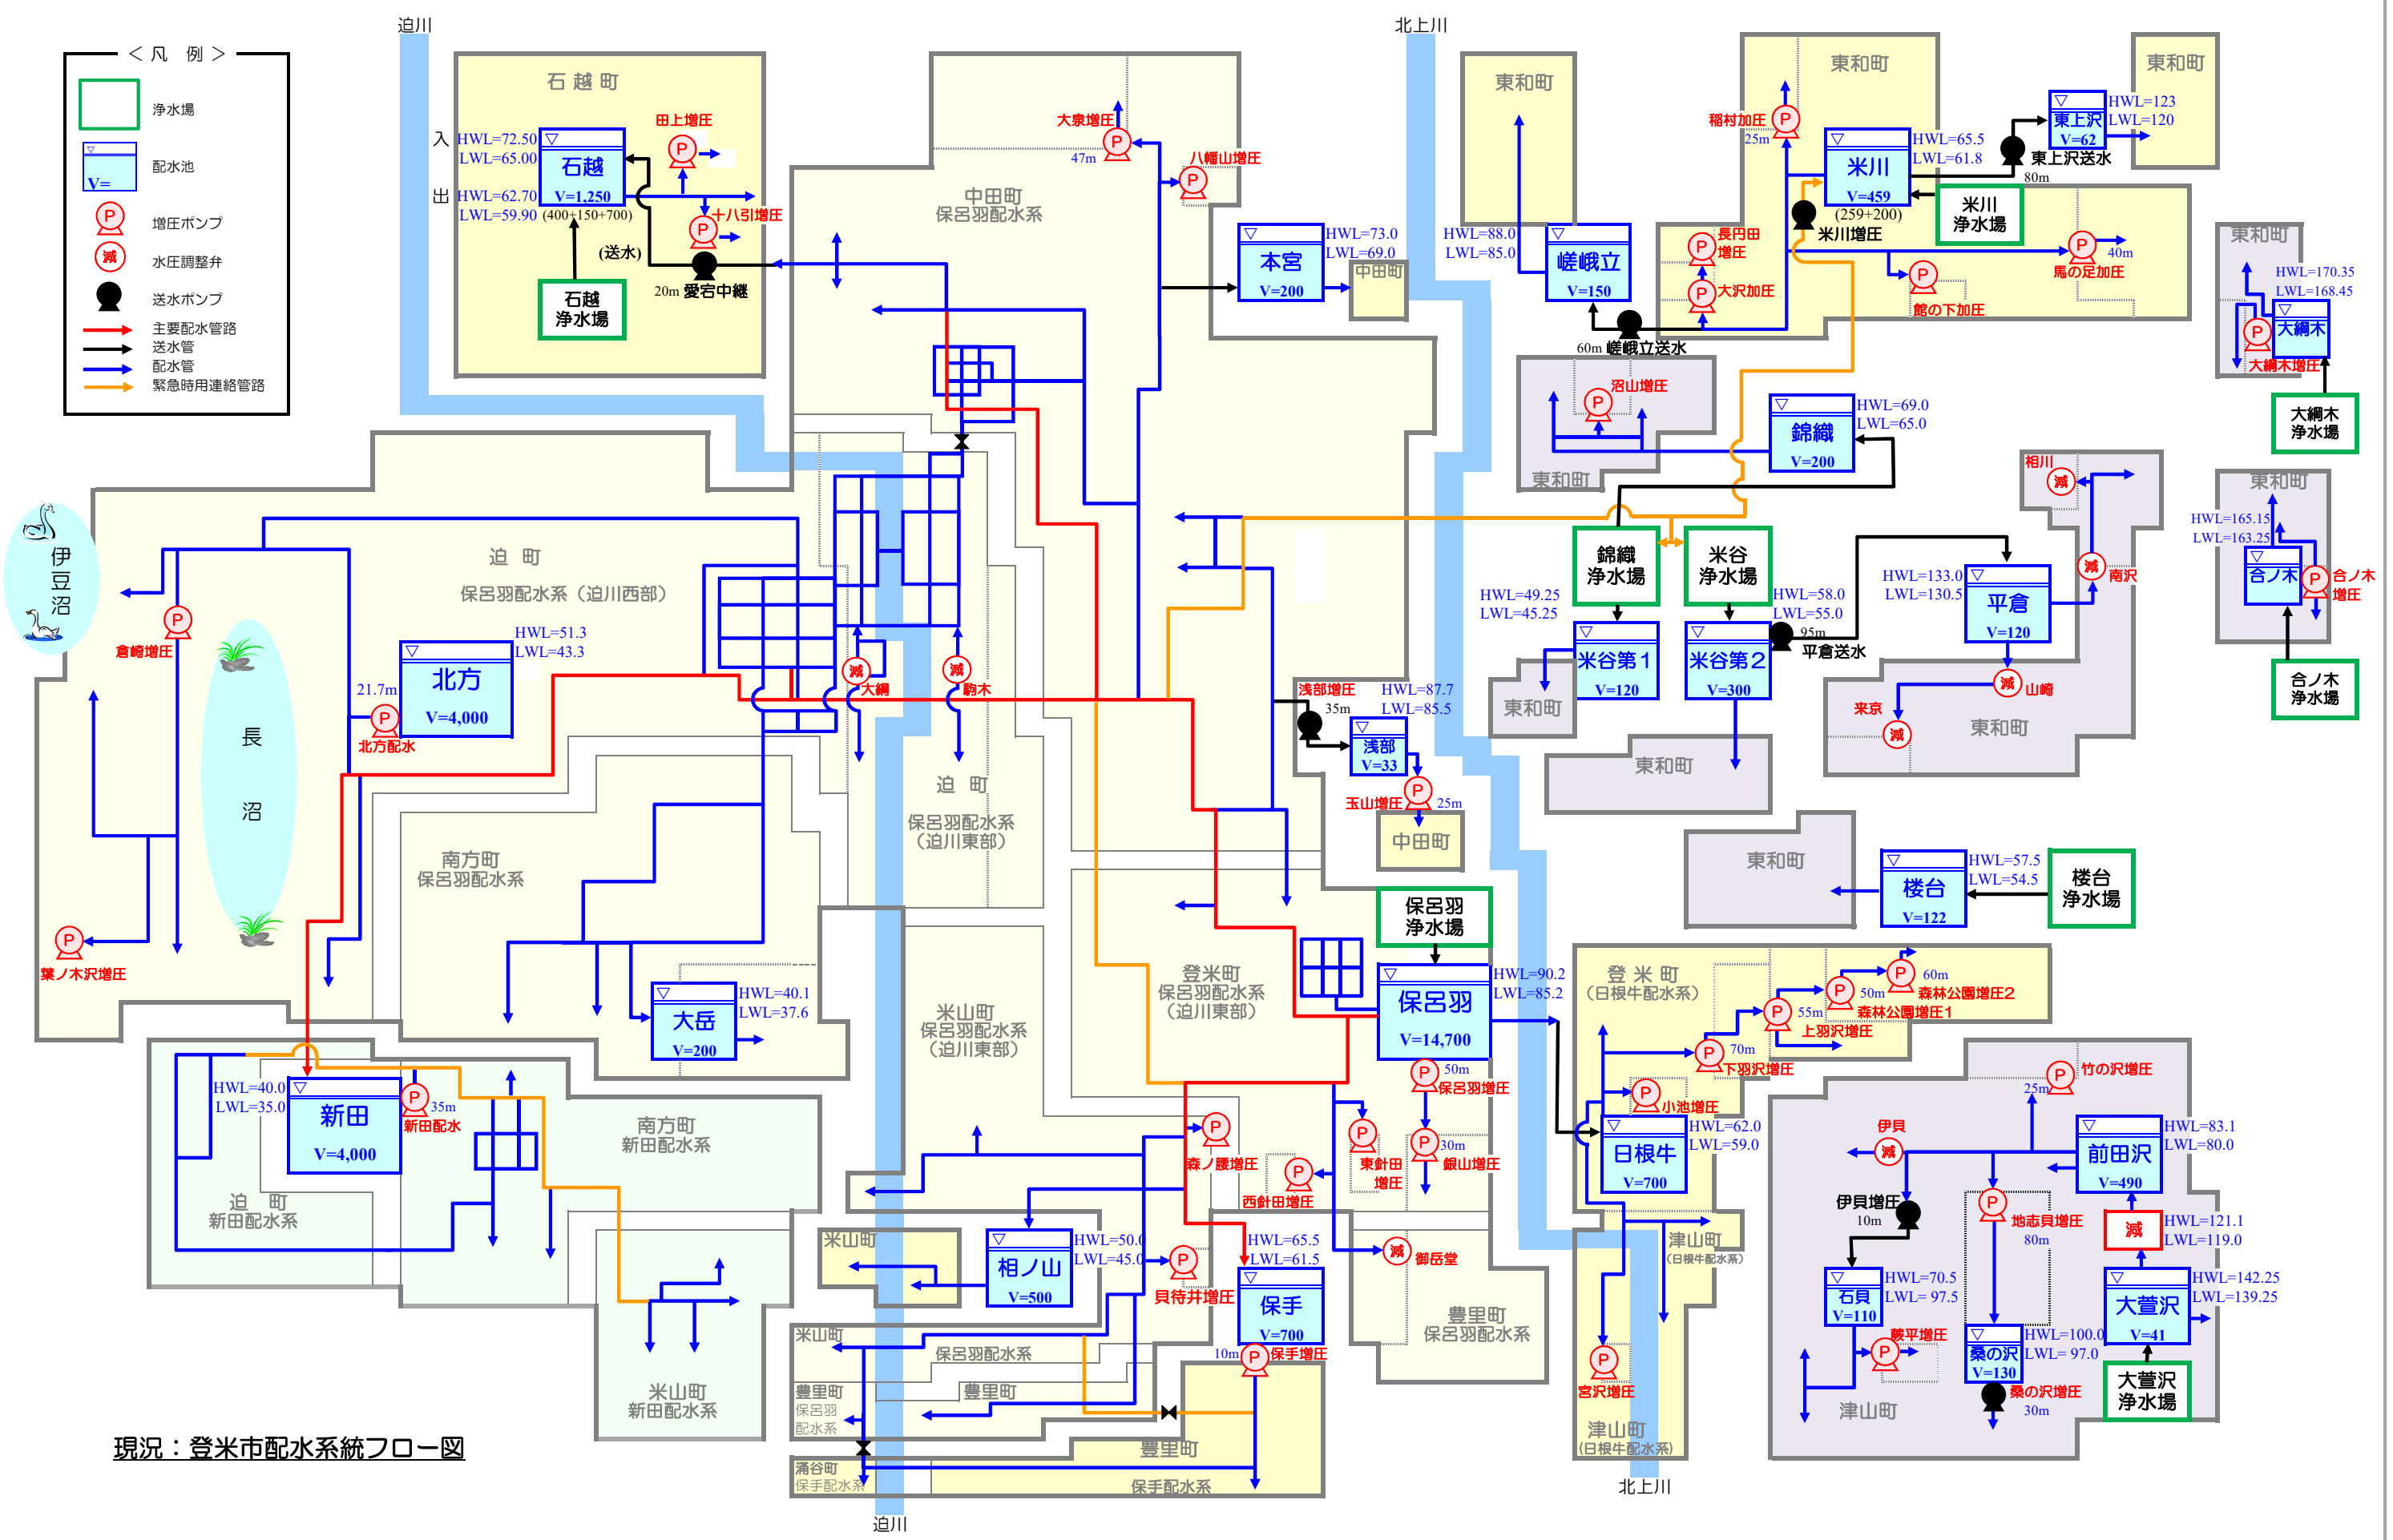 迫川
北上川
＜ 凡　例 ＞
浄水場
▽
V=
配水池
P
増圧ポンプ
減
水圧調整弁
送水ポンプ
主要配水管路
送水管
配水管
緊急時用連絡管路
石 越 町
入
出
HWL=72.50
LWL=65.00
HWL=62.70
LWL=59.90
▽
石越
V=1,250
(400+150+700)
田上増圧
P
十八引増圧
P
(送水)
20m 愛宕中継
石越
浄水場
大泉増圧
P
47m
八幡山増圧
P
中田町
保呂羽配水系
▽
本宮
V=200
HWL=73.0
LWL=69.0
中田町
東和町
HWL=88.0
LWL=85.0
▽
嵯峨立
V=150
60m 嵯峨立送水
東和町
稲村加圧
P
25m
▽
米川
V=459
(259+200)
HWL=65.5
LWL=61.8
米川増圧
米川
浄水場
東上沢送水
80m
▽
東上沢
V=62
HWL=123
LWL=120
東和町
長円田
増圧
P
大沢加圧
P
館の下加圧
P
馬の足加圧
P
40m
東和町
HWL=170.35
LWL=168.45
▽
大綱木
P
大綱木増圧
大綱木
浄水場
沼山増圧
P
東和町
▽
錦織
V=200
HWL=69.0
LWL=65.0
錦織
浄水場
米谷
浄水場
HWL=49.25
LWL=45.25
▽
米谷第１
V=120
東和町
▽
米谷第２
V=300
HWL=58.0
LWL=55.0
95m
平倉送水
東和町
HWL=133.0
LWL=130.5
▽
平倉
V=120
相川
減
減
南沢
減
山崎
来京
減
東和町
東和町
HWL=165.15
LWL=163.25
▽
合ノ木
P
合ノ木
増圧
合ノ木
浄水場
東和町
▽
楼台
V=122
HWL=57.5
LWL=54.5
楼台
浄水場
伊豆沼
長　沼
迫　町
保呂羽配水系（迫川西部）
P
倉崎増圧
▽
北方
V=4,000
HWL=51.3
LWL=43.3
21.7m
P
北方配水
P
葉ノ木沢増圧
減
大綱
減
駒木
迫　町
保呂羽配水系
（迫川東部）
南方町
保呂羽配水系
▽
大岳
V=200
HWL=40.1
LWL=37.6
浅部増圧
35m
HWL=87.7
LWL=85.5
▽
浅部
V=33
玉山増圧
P
25m
中田町
保呂羽
浄水場
▽
保呂羽
V=14,700
HWL=90.2
LWL=85.2
登米町
保呂羽配水系
（迫川東部）
米山町
保呂羽配水系
（迫川東部）
P
50m
保呂羽増圧
P
30m
銀山増圧
P
東針田
増圧
P
西針田増圧
P
森ノ腰増圧
減
御岳堂
豊里町
保呂羽配水系
登 米 町
（日根牛配水系）
P
70m
下羽沢増圧
P
55m
上羽沢増圧
P
50m
森林公園増圧1
P
60m
森林公園増圧2
P
小池増圧
▽
日根牛
V=700
HWL=62.0
LWL=59.0
津山町
（日根牛配水系）
P
宮沢増圧
津山町
（日根牛配水系）
北上川
HWL=40.0
LWL=35.0
▽
新田
V=4,000
P
35m
新田配水
迫　町
新田配水系
南方町
新田配水系
米山町
新田配水系
米山町
▽
相ノ山
V=500
HWL=50.0
LWL=45.0
P
貝待井増圧
HWL=65.5
LWL=61.5
▽
保手
V=700
10m
P
保手増圧
米山町
保呂羽配水系
豊里町
保呂羽
配水系
豊里町
涌谷町
保手配水系
豊里町
保手配水系
迫川
竹の沢増圧
P
25m
伊貝
減
▽
前田沢
V=490
HWL=83.1
LWL=80.0
伊貝増圧
10m
P
地志貝増圧
80m
減
HWL=121.1
LWL=119.0
▽
石貝
V=110
HWL=70.5
LWL= 97.5
P
蕨平増圧
▽
桑の沢
V=130
HWL=100.0
LWL= 97.0
桑の沢増圧
30m
▽
大萱沢
V=41
HWL=142.25
LWL=139.25
大萱沢
浄水場
津山町
現況：登米市配水系統フロー図